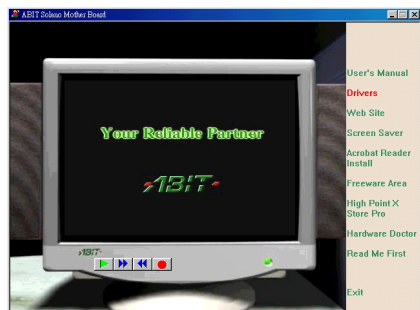 ABIT Solano Mother Board
Your Reliable Partner
ABIT
ABIT
User's Manual
Drivers
Web Site
Screen Saver
Acrobat Reader
Install
Freeware Area
High Point X
Store Pro
Hardware Doctor
Read Me First
Exit